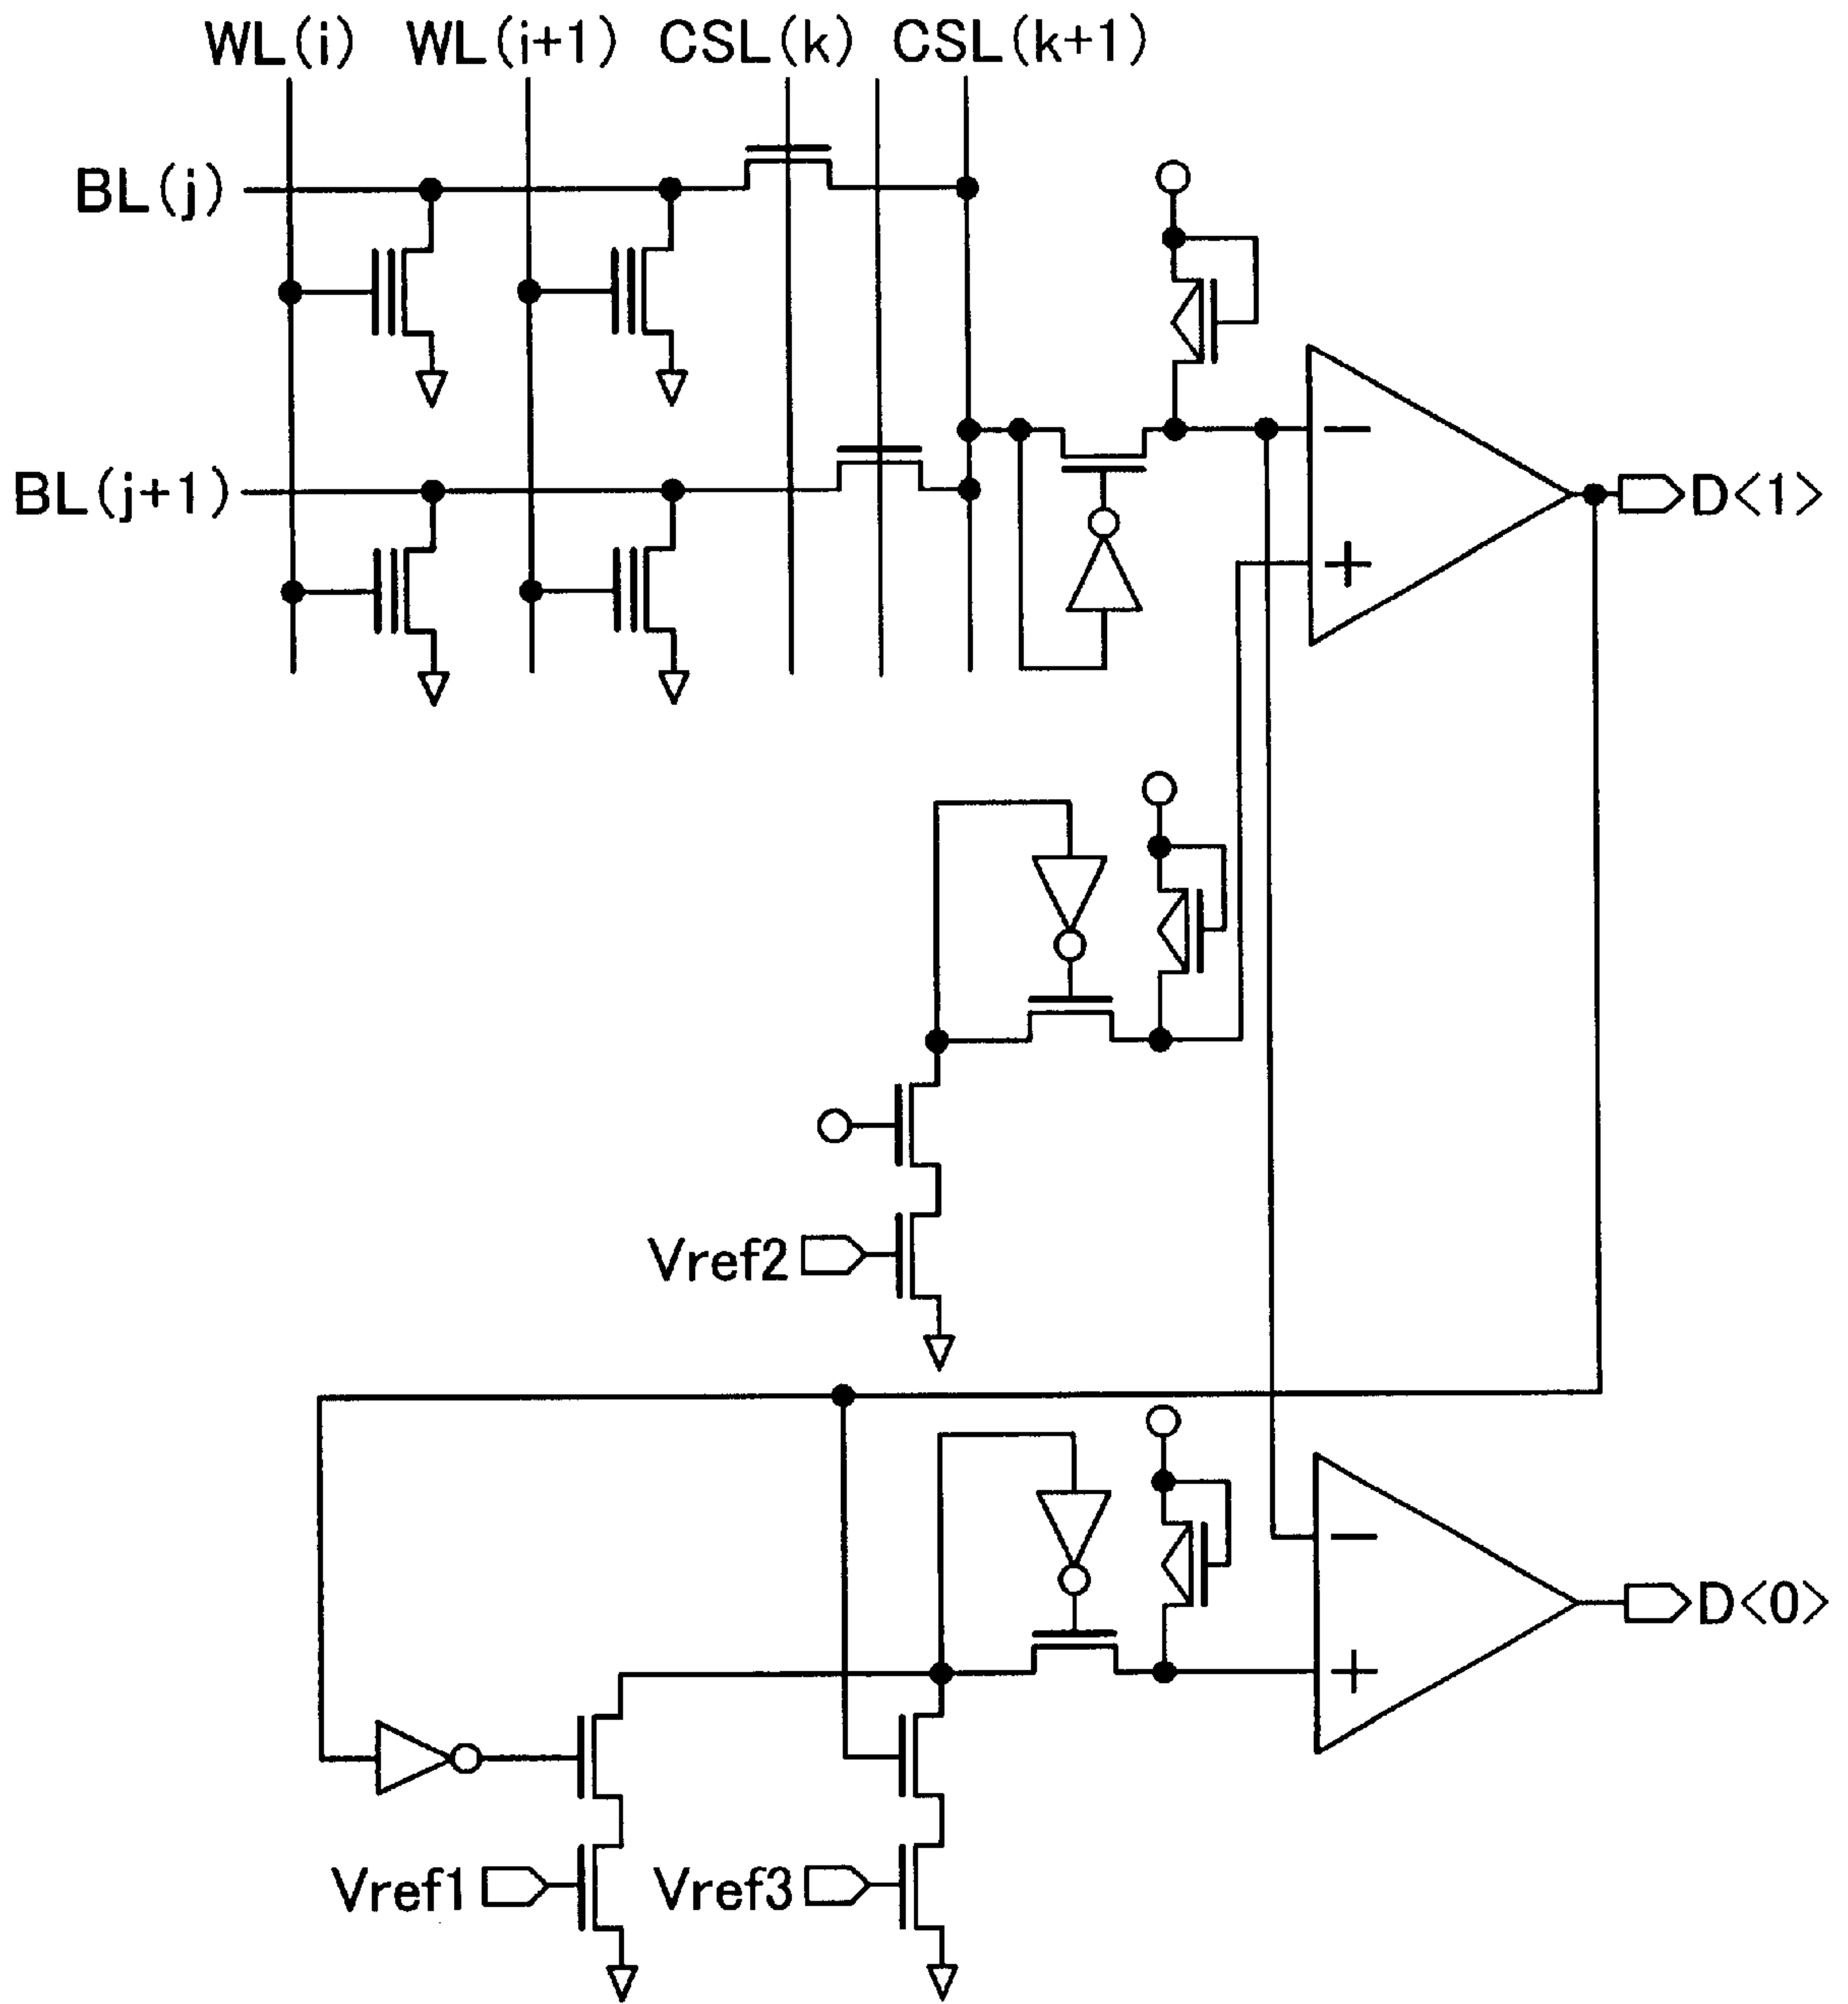 WL(i) WL(i+1) CSL(k) CSL(k+1)
BL(j)
BL(j+1)
−
+
D<1>
Vref2
−
+
D<0>
Vref1
Vref3